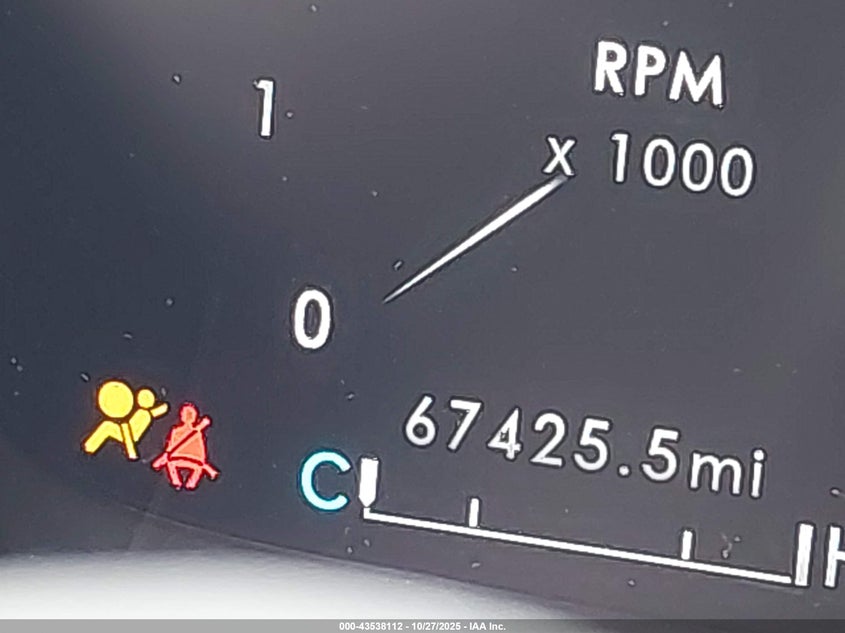 RPM
x 1000
1
0
67425.5mi
C
H
000-43538112 - 10/27/2025 - IAA Inc.